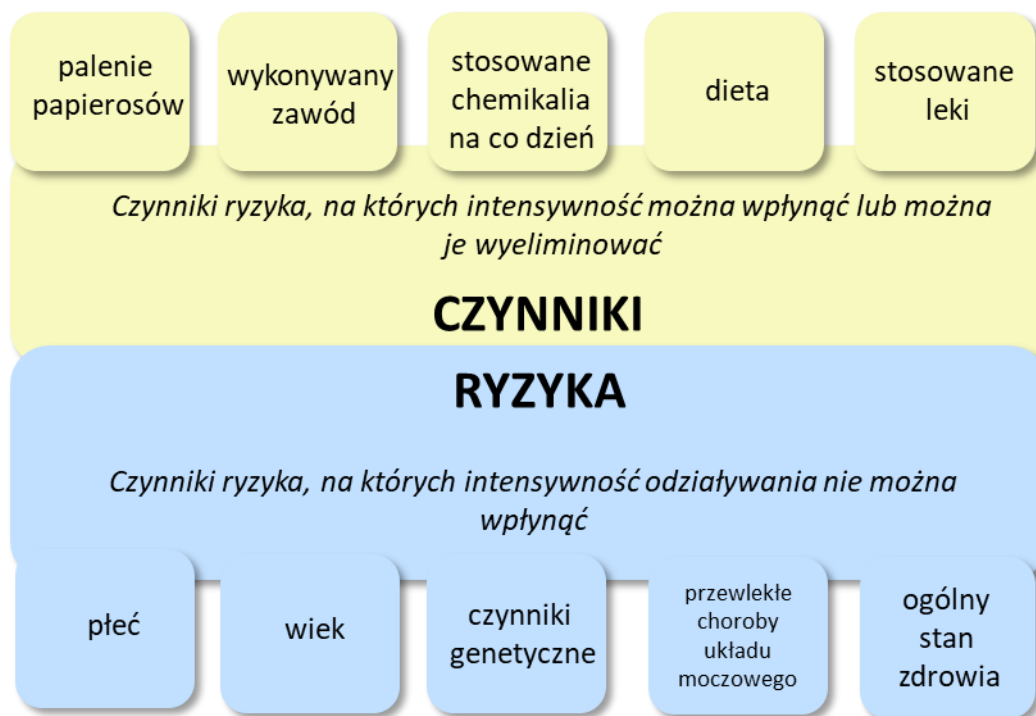 palenie
papierosów
wykonywany
zawód
stosowane
chemikalia
na co dzień
dieta
stosowane
leki
Czynniki ryzyka, na których intensywność można wpłynąć lub można
je wyeliminować
CZYNNIKI
RYZYKA
Czynniki ryzyka, na których intensywność odziaływania nie można
wpłynąć
płeć
wiek
czynniki
genetyczne
przewlekłe
choroby
układu
moczowego
ogólny
stan
zdrowia